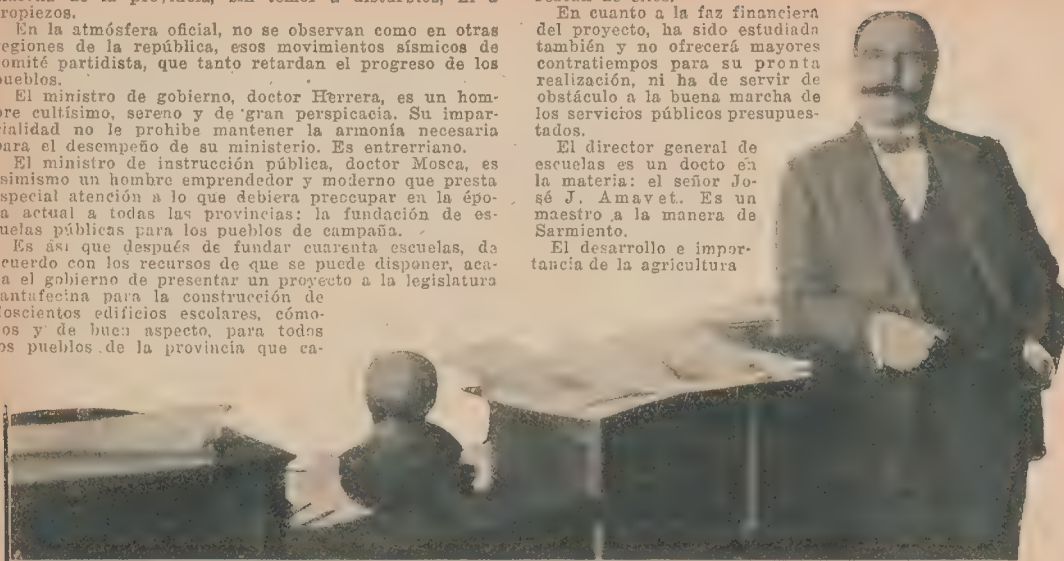 de la provincia, sin temor a
tropiezos.
En la atmósfera oficial, no se observan como en otras
regiones de la república, esos movimientos sísmicos de
comité partidista, que tanto retardan el progreso de los
pueblos.
El ministro de gobierno, doctor Herrera, es un hom-
bre cultísimo, sereno y de gran perspicacia. Su impar-
cialidad no le prohibe mantener la armonía necesaria
para el desempeño de su ministerio. Es entrerriano.
El ministro de instrucción pública, doctor Mosca, es
asimismo un hombre emprendedor y moderno que presta
especial atención a lo que debiera preocupar en la épo-
ca actual a todas las provincias: la fundación de es-
cuelas públicas para los pueblos de campaña.
Es así que después de fundar cuarenta escuelas, de
acuerdo con los recursos de que se puede disponer, aca-
ba el gobierno de presentar un proyecto a la legislatura
santafecina para la construcción de
doscientos edificios escolares, cómo-
dos y de buen aspecto, para todos
los pueblos de la provincia que ca-
En cuanto a la faz financiera
del proyecto, ha sido estudiada
también y no ofrecerá mayores
contratiempos para su pronta
realización, ni ha de servir de
obstáculo a la buena marcha de
los servicios públicos presupues-
tados.
El director general de
escuelas es un docto en
la materia: el señor Jo-
sé J. Amavet. Es un
maestro a la manera de
Sarmiento.
El desarrollo e impor-
tancia de la agricultura